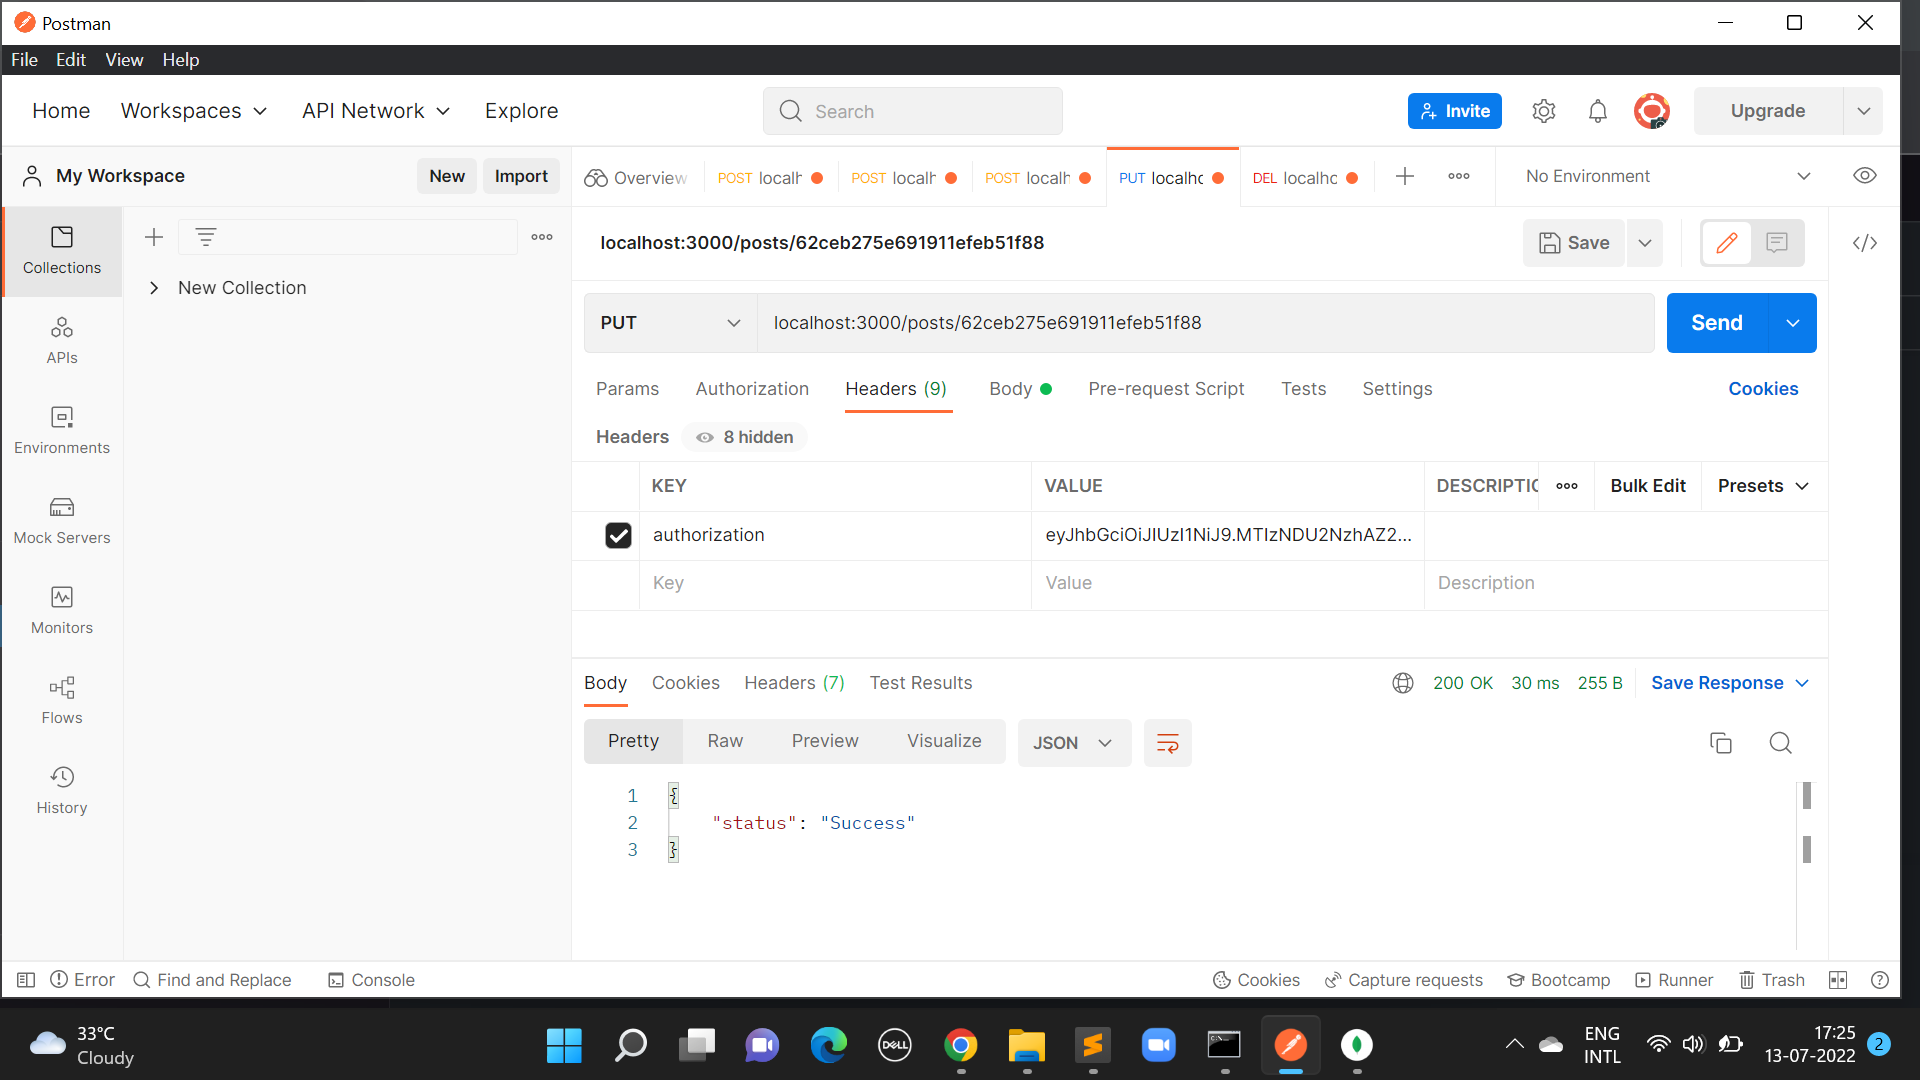 Postman
File Edit View Help
Home Workspaces API Network Explore
Search
Invite
Upgrade
My Workspace
New
Import
Overview
POST localh
POST localh
POST localh
PUT localhc
DEL localhc
No Environment
Collections
APIs
Environments
Mock Servers
Monitors
Flows
History
New Collection
localhost:3000/posts/62ceb275e691911efeb51f88
Save
PUT
localhost:3000/posts/62ceb275e691911efeb51f88
Send
Params Authorization Headers (9) Body Pre-request Script Tests Settings Cookies
Headers 8 hidden
KEY VALUE DESCRIPTIO Bulk Edit Presets
authorization eyJhbGciOiJIUzI1NiJ9.MTIzNDU2NzhAZ2...
Key Value Description
Body Cookies Headers (7) Test Results 200 OK 30 ms 255 B Save Response
Pretty Raw Preview Visualize JSON
1 {
2 "status": "Success"
3 }
Error Find and Replace Console Cookies Capture requests Bootcamp Runner Trash
33°C
Cloudy
DELL
ENG
INTL
17:25
13-07-2022
2